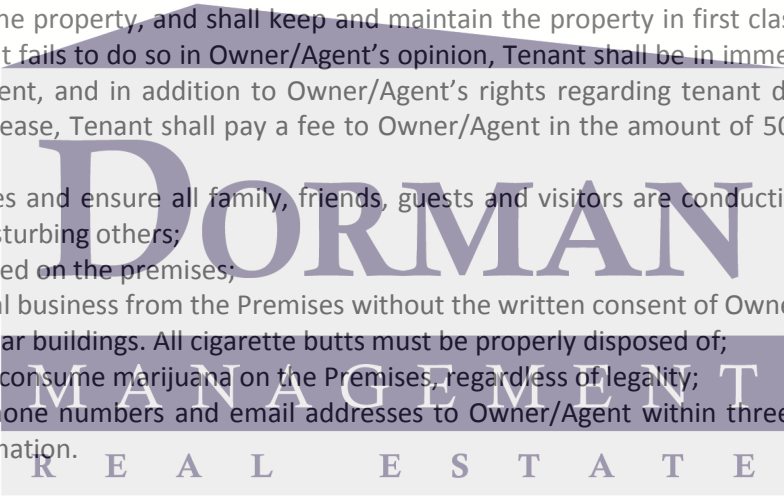 ne property, and shall keep and maintain the property in first clas
t fails to do so in Owner/Agent's opinion, Tenant shall be in imme
ent, and in addition to Owner/Agent's rights regarding tenant d
ease, Tenant shall pay a fee to Owner/Agent in the amount of 50
DORMAN
es and ensure all family, friends, guests and visitors are conducti
sturbing others;
ed on the premises;
al business from the Premises without the written consent of Owne
ar buildings. All cigarette butts must be properly disposed of;
MANAGEMENT
consume marijuana on the Premises, regardless of legality;
hone numbers and email addresses to Owner/Agent within three
mation.
REAL ESTATE